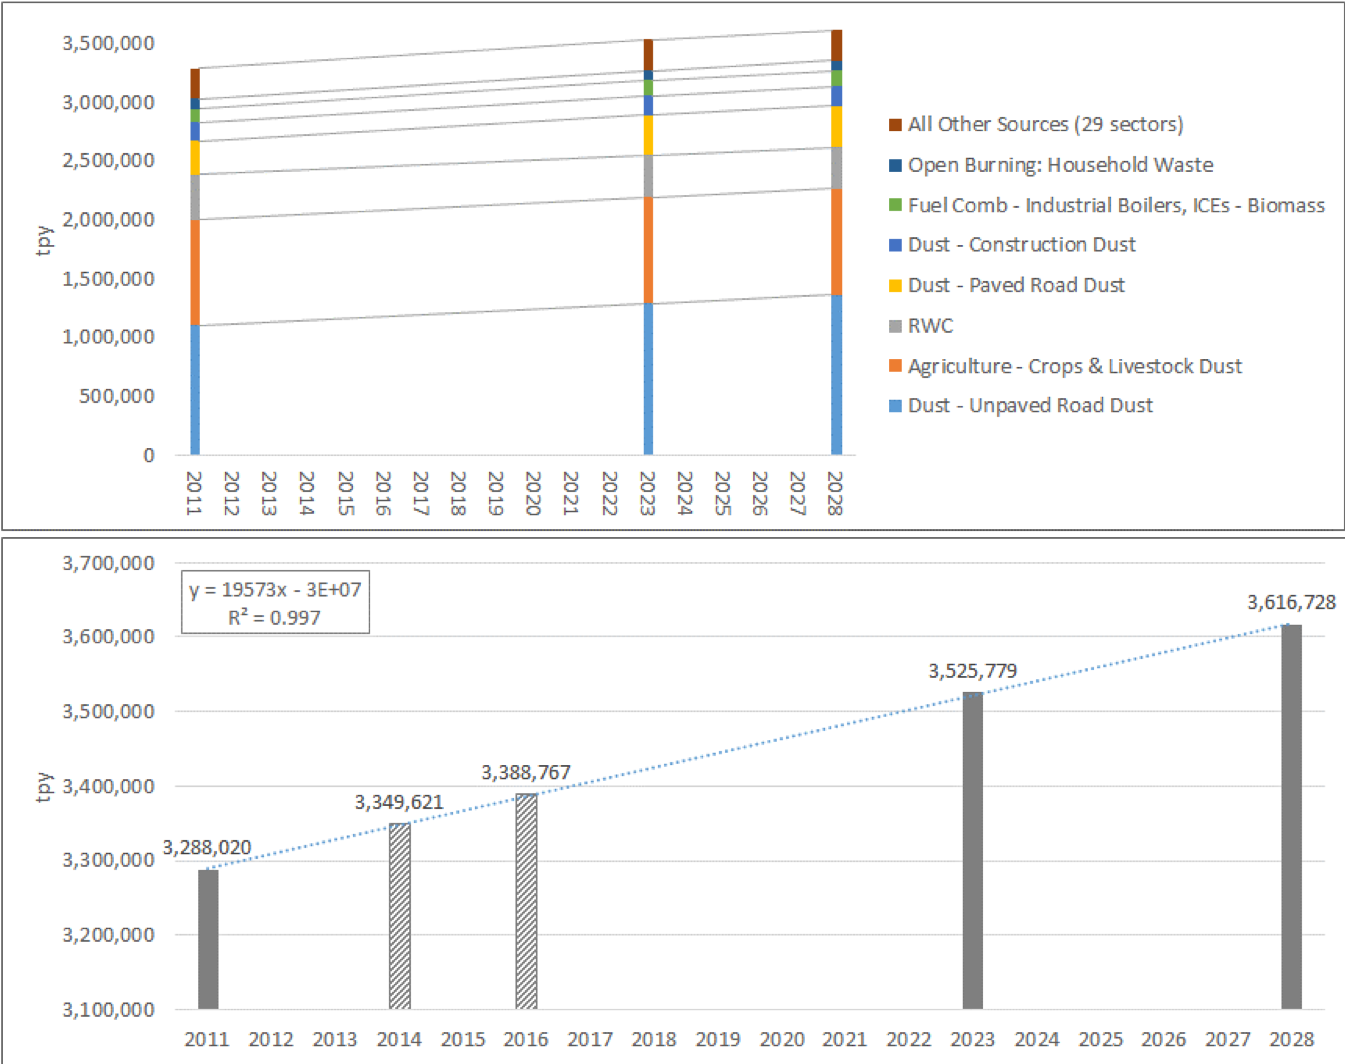 3,500,000
3,000,000
2,500,000
2,000,000
1,500,000
1,000,000
500,000
0
tpy
2011 2012 2013 2014 2015 2016 2017 2018 2019 2020 2021 2022 2023 2024 2025 2026 2027 2028
All Other Sources (29 sectors)
Open Burning: Household Waste
Fuel Comb - Industrial Boilers, ICEs - Biomass
Dust - Construction Dust
Dust - Paved Road Dust
RWC
Agriculture - Crops & Livestock Dust
Dust - Unpaved Road Dust
3,700,000
3,600,000
3,500,000
3,400,000
3,300,000
3,200,000
3,100,000
tpy
y = 19573x - 3E+07
R² = 0.997
3,288,020
3,349,621
3,388,767
3,525,779
3,616,728
2011 2012 2013 2014 2015 2016 2017 2018 2019 2020 2021 2022 2023 2024 2025 2026 2027 2028